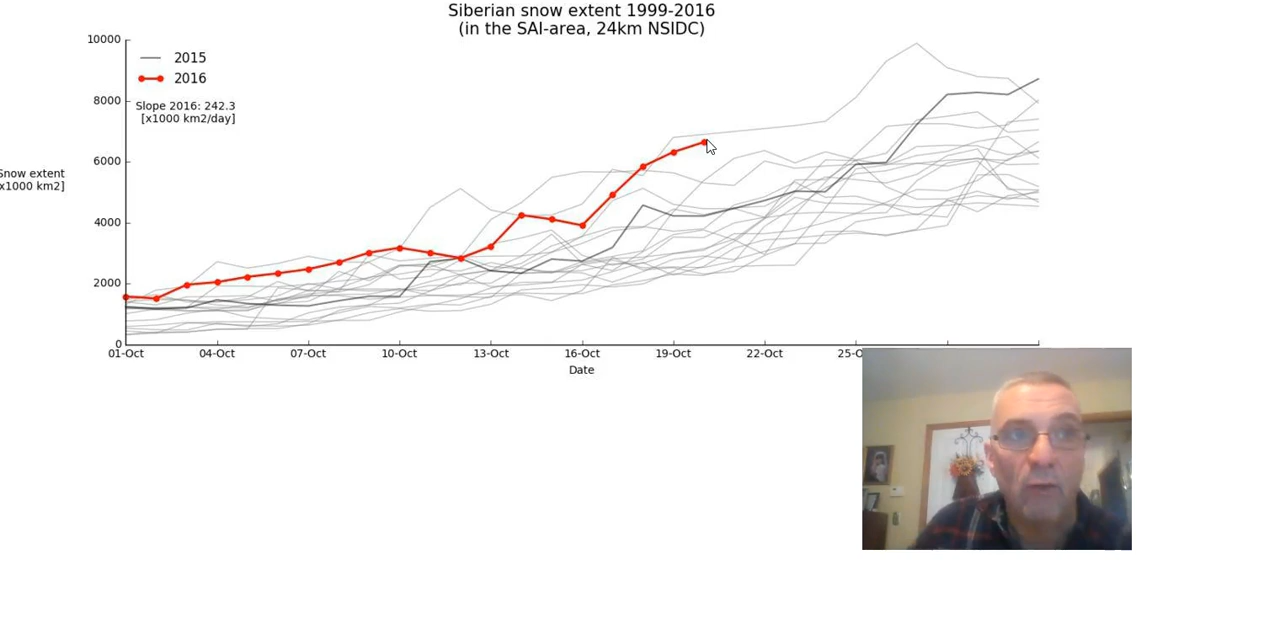 Siberian snow extent 1999-2016
(in the SAI-area, 24km NSIDC)
10000
2015
2016
Slope 2016: 242.3
[x1000 km2/day]
8000
6000
Snow extent
x1000 km2]
4000
2000
0
01-Oct 04-Oct 07-Oct 10-Oct 13-Oct 16-Oct 19-Oct 22-Oct 25-O
Date